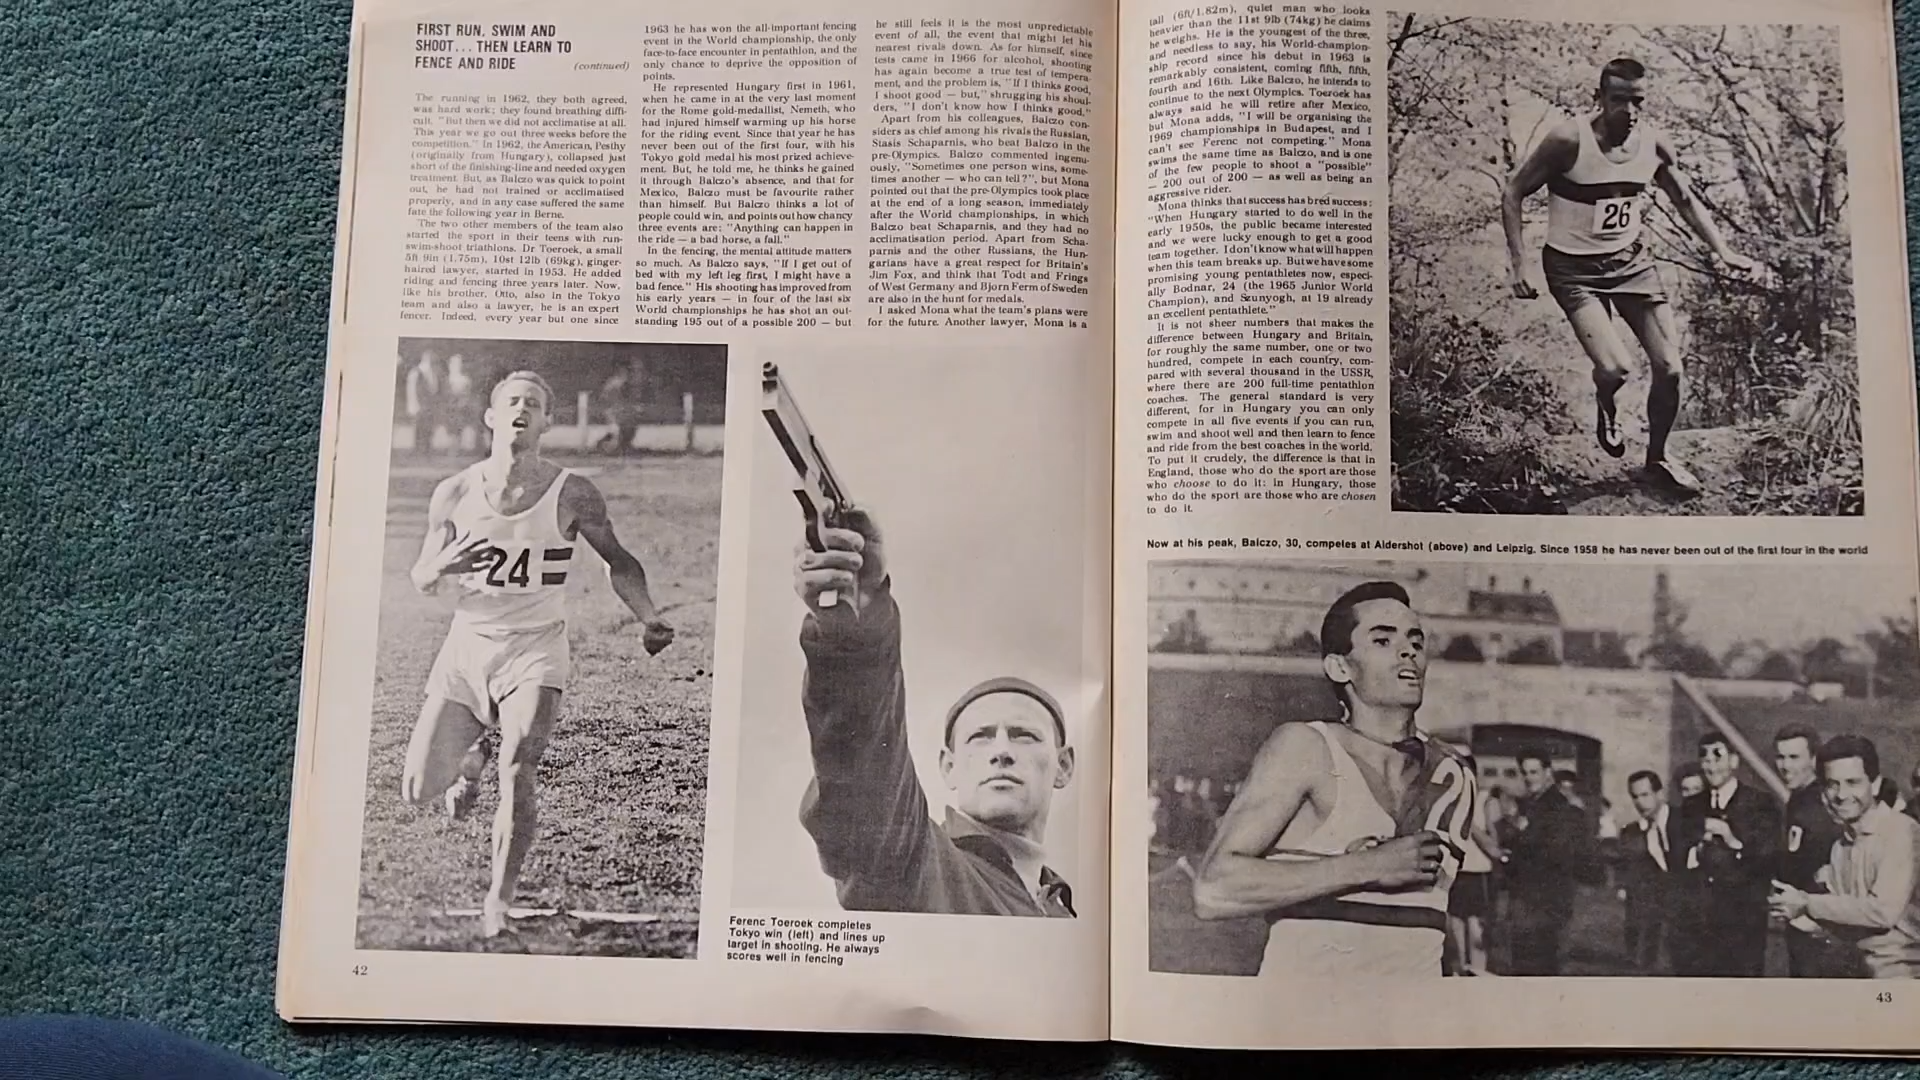 FIRST RUN, SWIM AND
SHOOT... THEN LEARN TO
FENCE AND RIDE (continued)
The running in 1962, they both agreed,
was hard work; they found breathing diffi-
cult. "But then we did not acclimatise at all.
This year we go out three weeks before the
competition." In 1962, the American, Pesthy
(originally from Hungary), collapsed just
short of the finishing-line and needed oxygen
treatment. But, as Balczo was quick to point
out, he had not trained or acclimatised
properly, and in any case suffered the same
fate the following year in Berne.
The two other members of the team also
started the sport in their teens with run-
swim-shoot triathlons. Dr Toeroek, a small
5ft 9in (1.75m), 10st 12lb (69kg), ginger-
haired lawyer, started in 1953. He added
riding and fencing three years later. Now,
like his brother, Otto, also in the Tokyo
team and also a lawyer, he is an expert
fencer. Indeed, every year but one since
1963 he has won the all-important fencing
event in the World championship, the only
face-to-face encounter in pentathlon, and the
only chance to deprive the opposition of
points.
He represented Hungary first in 1961,
when he came in at the very last moment
for the Rome gold-medallist, Nemeth, who
had injured himself warming up his horse
for the riding event. Since that year he has
never been out of the first four, with his
Tokyo gold medal his most prized achieve-
ment. But, he told me, he thinks he gained
it through Balczo's absence, and that for
Mexico, Balczo must be favourite rather
than himself. But Balczo thinks a lot of
people could win, and points out how chancy
three events are: "Anything can happen in
the ride — a bad horse, a fall."
In the fencing, the mental attitude matters
so much. As Balczo says, "If I get out of
bed with my left leg first, I might have a
bad fence." His shooting has improved from
his early years — in four of the last six
World championships he has shot an out-
standing 195 out of a possible 200 — but
he still feels it is the most unpredictable
event of all, the event that might let his
nearest rivals down. As for himself, since
tests came in 1966 for alcohol, shooting
has again become a true test of tempera-
ment, and the problem is, "If I thinks good,
I shoot good — but," shrugging his shoul-
ders, "I don't know how I thinks good."
Apart from his colleagues, Balczo con-
siders as chief among his rivals the Russian,
Stasis Schaparnis, who beat Balczo in the
pre-Olympics. Balczo commented ingenu-
ously, "Sometimes one person wins, some-
times another — who can tell?", but Mona
pointed out that the pre-Olympics took place
at the end of a long season, immediately
after the World championships, in which
Balczo beat Schaparnis, and they had no
acclimatisation period. Apart from Scha-
parnis and the other Russians, the Hun-
garians have a great respect for Britain's
Jim Fox, and think that Todt and Frings
of West Germany and Bjorn Ferm of Sweden
are also in the hunt for medals.
I asked Mona what the team's plans were
for the future. Another lawyer, Mona is a
tall (6ft/1.82m), quiet man who looks
heavier than the 11st 9lb (74kg) he claims
he weighs. He is the youngest of the three,
and needless to say, his World-champion-
ship record since his debut in 1963 is
remarkably consistent, coming fifth, fifth,
fourth and 16th. Like Balczo, he intends to
continue to the next Olympics. Toeroek has
always said he will retire after Mexico,
but Mona adds, "I will be organising the
1969 championships in Budapest, and I
can't see Ferenc not competing." Mona
swims the same time as Balczo, and is one
of the few people to shoot a "possible"
— 200 out of 200 — as well as being an
aggressive rider.
Mona thinks that success has bred success:
"When Hungary started to do well in the
early 1950s, the public became interested
and we were lucky enough to get a good
team together. I don't know what will happen
when this team breaks up. But we have some
promising young pentathletes now, especi-
ally Bodnar, 24 (the 1965 Junior World
Champion), and Szunyogh, at 19 already
an excellent pentathlete."
It is not sheer numbers that makes the
difference between Hungary and Britain,
for roughly the same number, one or two
hundred, compete in each country, com-
pared with several thousand in the USSR,
where there are 200 full-time pentathlon
coaches. The general standard is very
different, for in Hungary you can only
compete in all five events if you can run,
swim and shoot well and then learn to fence
and ride from the best coaches in the world.
To put it crudely, the difference is that in
England, those who do the sport are those
who choose to do it: in Hungary, those
who do the sport are those who are chosen
to do it.
26
Now at his peak, Balczo, 30, competes at Aldershot (above) and Leipzig. Since 1958 he has never been out of the first four in the world
24
20
Ferenc Toeroek completes
Tokyo win (left) and lines up
target in shooting. He always
scores well in fencing
42
43